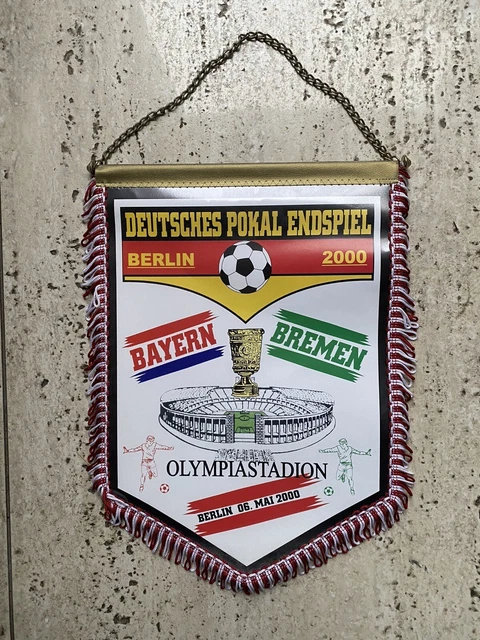 DEUTSCHES POKAL ENDSPIEL
BERLIN 2000
BAYERN BREMEN
OLYMPIASTADION
BERLIN 06. MAI 2000